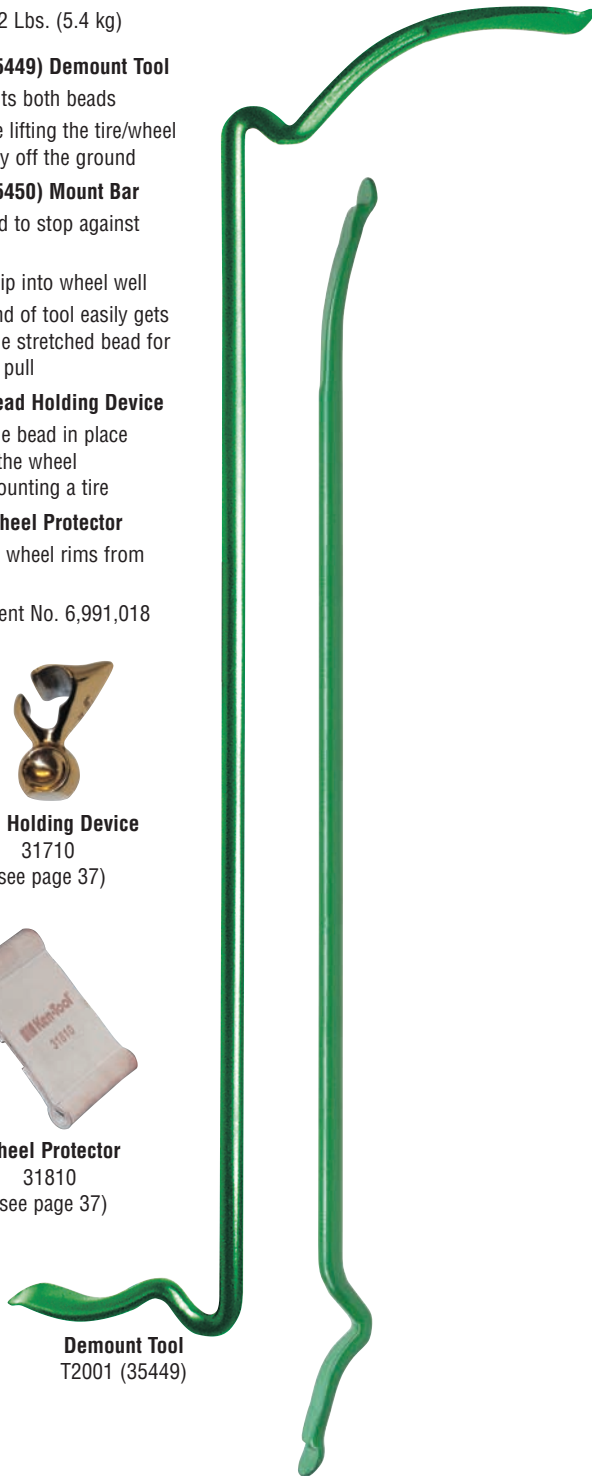 2 Lbs. (5.4 kg)
5449) Demount Tool
ts both beads
e lifting the tire/wheel
y off the ground
5450) Mount Bar
d to stop against
ip into wheel well
nd of tool easily gets
e stretched bead for
pull
ead Holding Device
e bead in place
the wheel
ounting a tire
heel Protector
wheel rims from
ent No. 6,991,018
Holding Device
31710
see page 37)
Ken-Tool
31810
heel Protector
31810
see page 37)
Demount Tool
T2001 (35449)